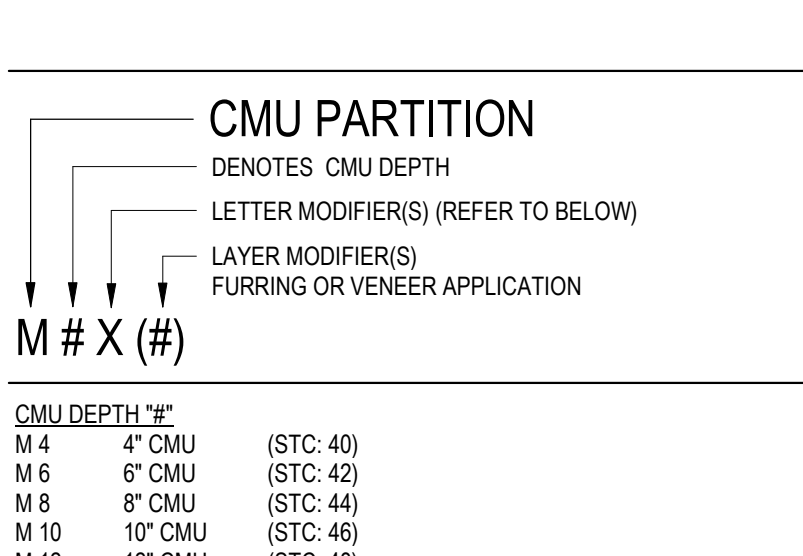 CMU PARTITION
DENOTES CMU DEPTH
LETTER MODIFIER(S) (REFER TO BELOW)
LAYER MODIFIER(S)
FURRING OR VENEER APPLICATION
M # X (#)
CMU DEPTH "#"
M 4 4" CMU (STC: 40)
M 6 6" CMU (STC: 42)
M 8 8" CMU (STC: 44)
M 10 10" CMU (STC: 46)